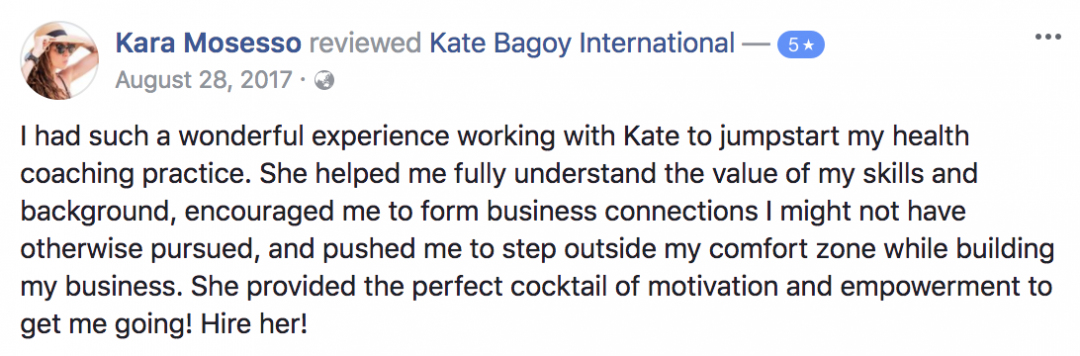 Kara Mosesso reviewed Kate Bagoy International — 5★
August 28, 2017 ·
I had such a wonderful experience working with Kate to jumpstart my health
coaching practice. She helped me fully understand the value of my skills and
background, encouraged me to form business connections I might not have
otherwise pursued, and pushed me to step outside my comfort zone while building
my business. She provided the perfect cocktail of motivation and empowerment to
get me going! Hire her!